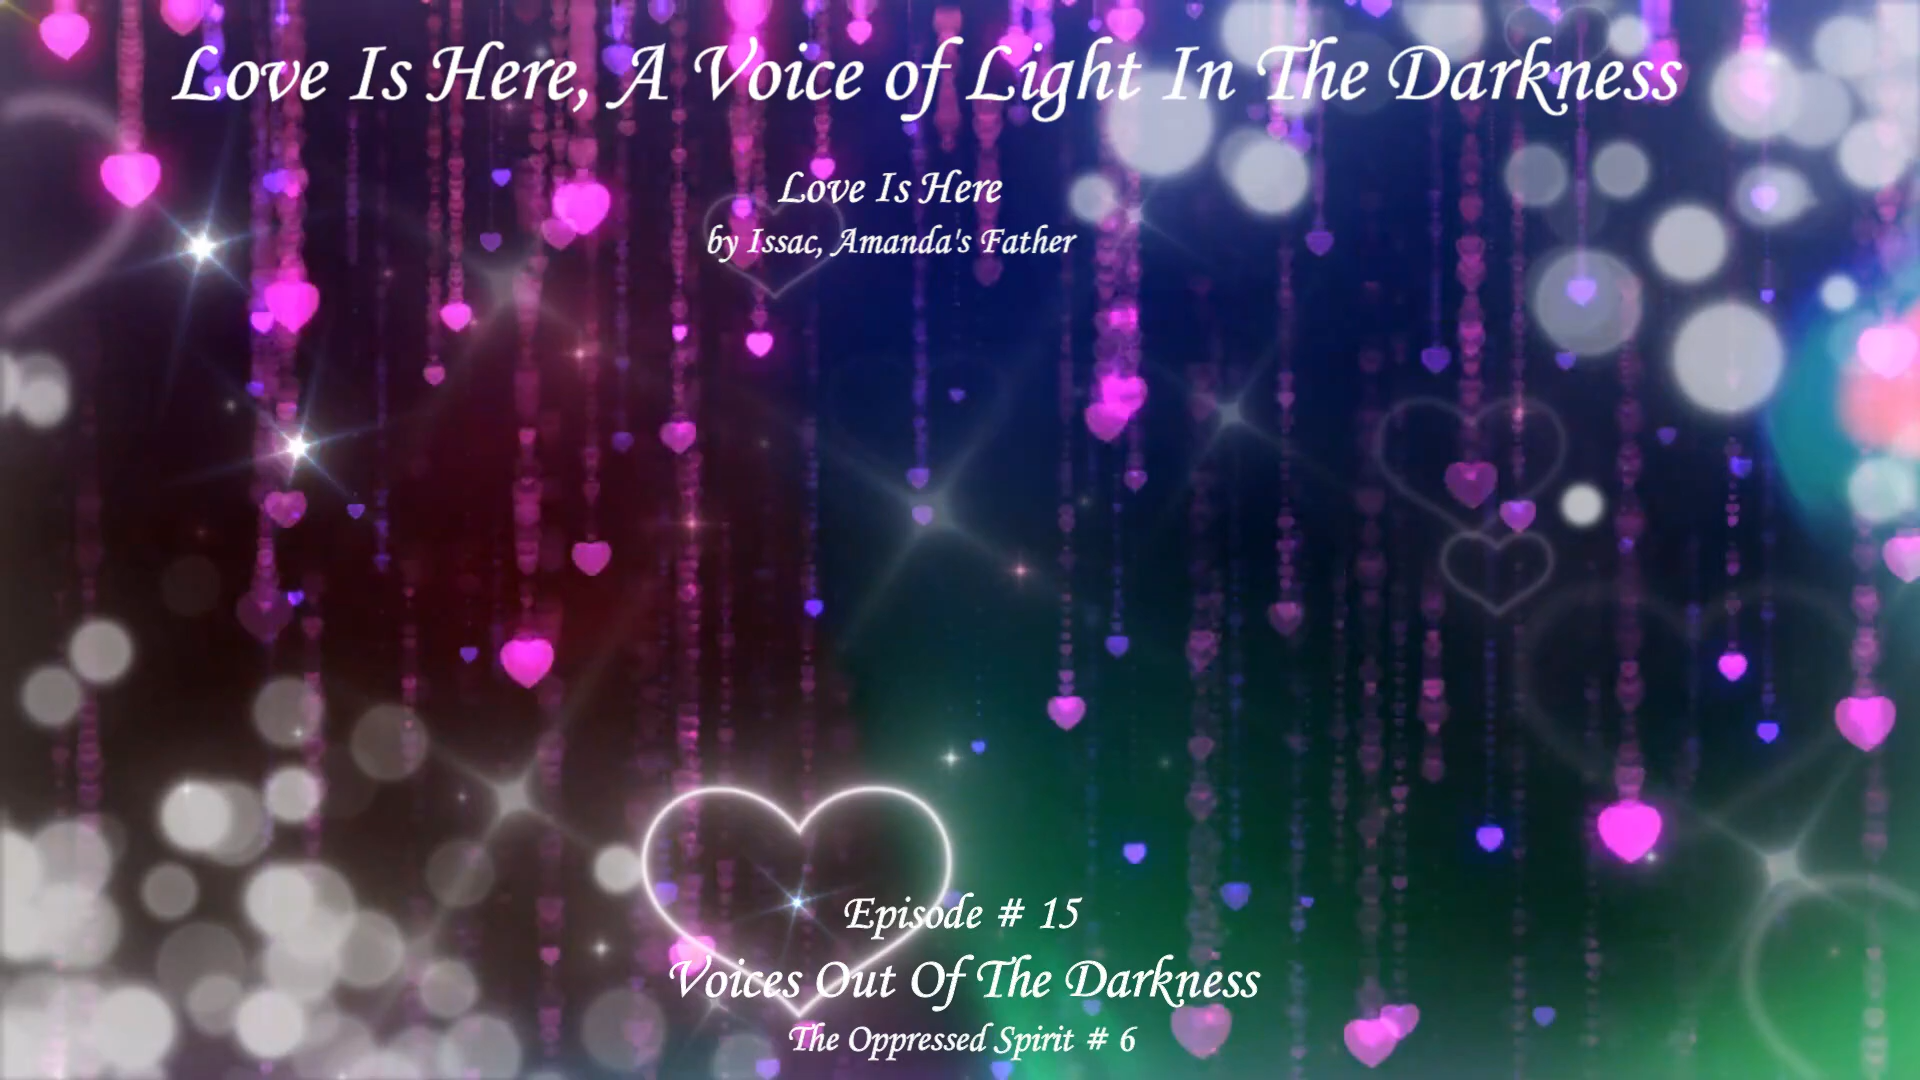 Love Is Here, A Voice of Light In The Darkness
Love Is Here
by Issac, Amanda's Father
Episode # 15
Voices Out Of The Darkness
The Oppressed Spirit # 6